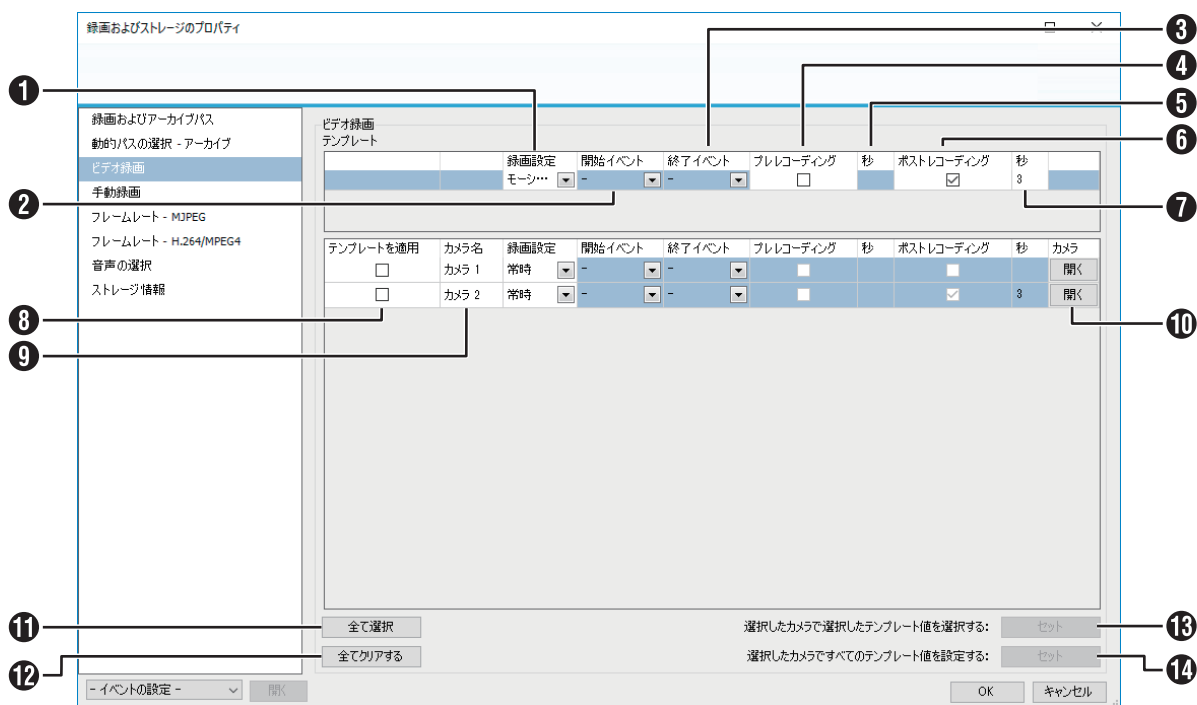 録画およびストレージのプロパティ
❸
❹
❶
❺
録画およびアーカイブパス
ビデオ録画
❻
動的パスの選択 - アーカイブ
テンプレート
ビデオ録画
録画設定 開始イベント 終了イベント プレレコーディング 秒 ポストレコーディング 秒
モーシ… - - 3
手動録画
❷
❼
フレームレート - MJPEG
フレームレート - H.264/MPEG4
テンプレートを適用 カメラ名 録画設定 開始イベント 終了イベント プレレコーディング 秒 ポストレコーディング 秒 カメラ
音声の選択
カメラ 1 常時 - - 開く
ストレージ情報
カメラ 2 常時 - - 3 開く
❽
❿
❾
⓫
全て選択
選択したカメラで選択したテンプレート値を選択する: セット
⓭
⓬
全てクリアする
選択したカメラですべてのテンプレート値を設定する: セット
⓮
- イベントの設定 - 開く
OK キャンセル